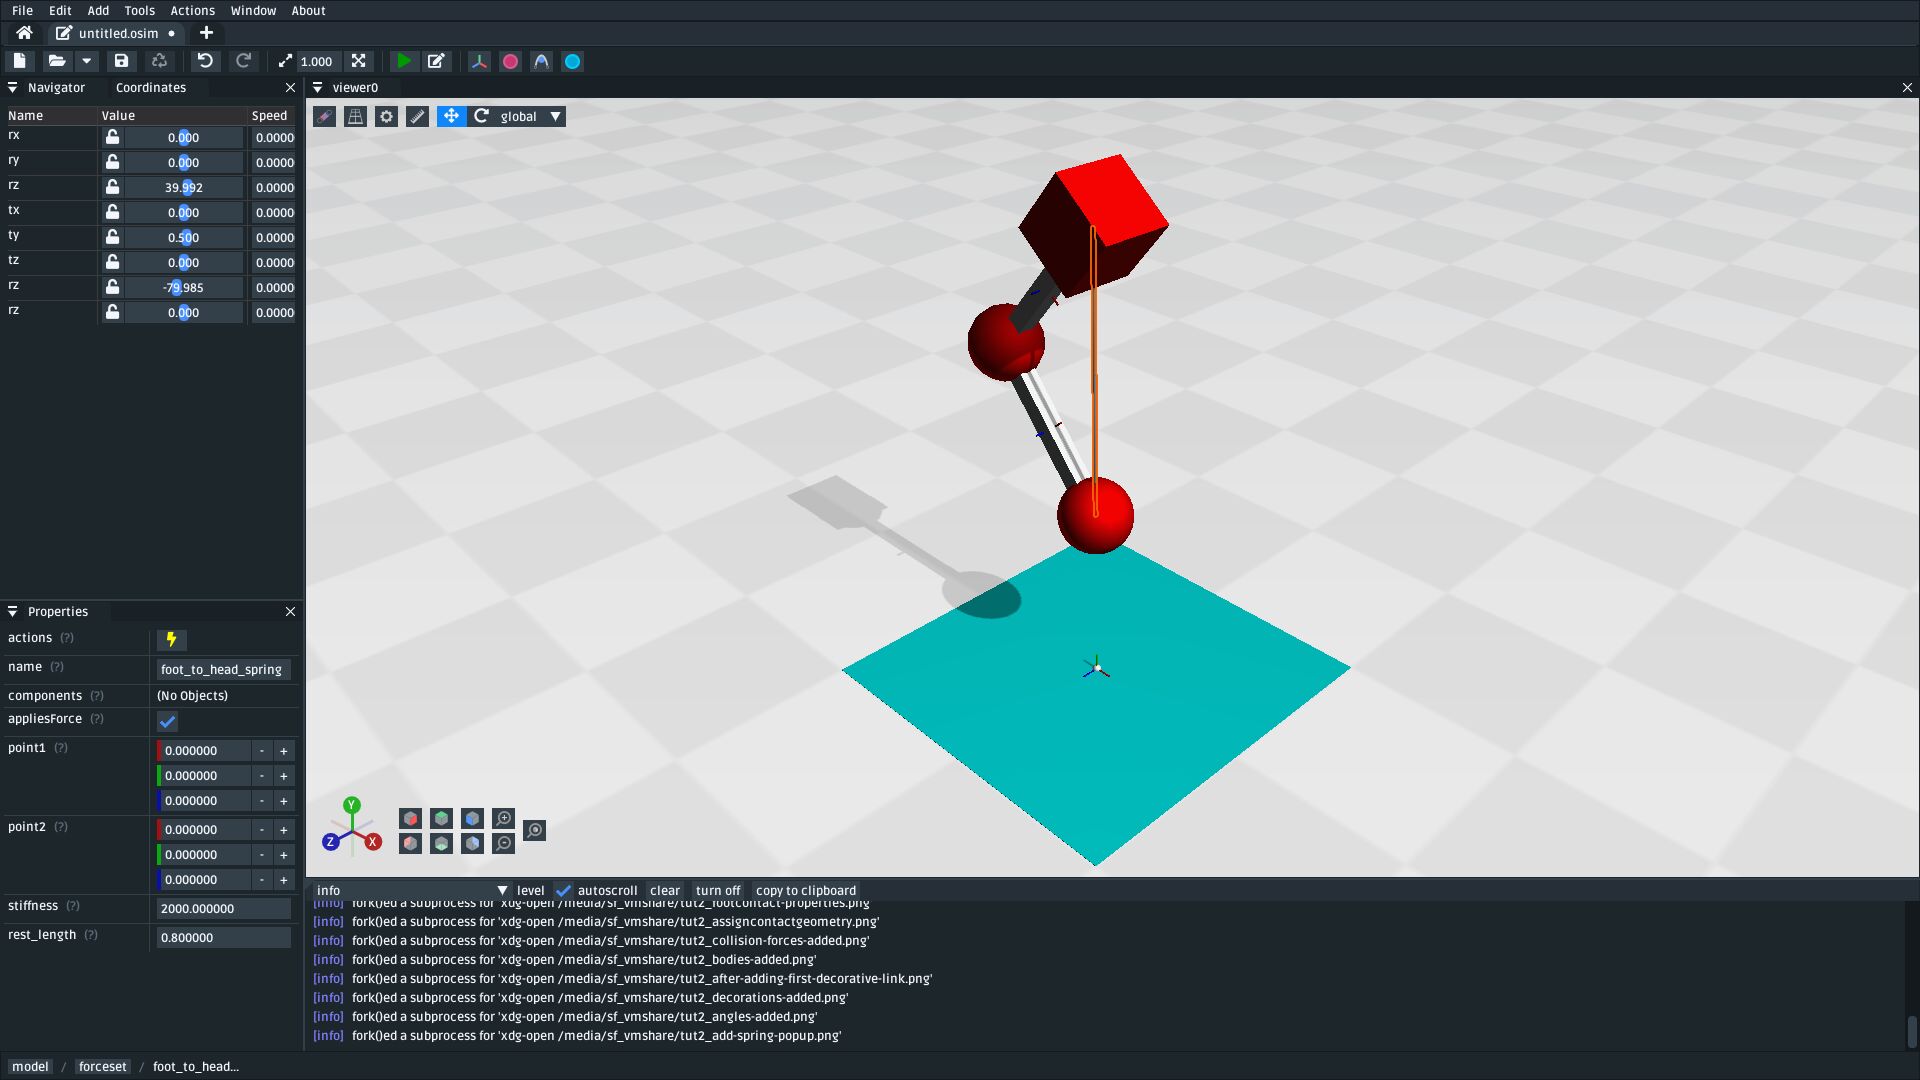 File Edit Add Tools Actions Window About
untitled.osim
1.000
Navigator Coordinates
viewer0
global
Name Value Speed
rx 0.000 0.0000
ry 0.000 0.0000
rz 39.992 0.0000
tx 0.000 0.0000
ty 0.500 0.0000
tz 0.000 0.0000
rz -79.985 0.0000
rz 0.000 0.0000
Properties
actions (?)
name (?) foot_to_head_spring
components (?) (No Objects)
appliesForce (?)
point1 (?) 0.000000 - +
0.000000 - +
0.000000 - +
point2 (?) 0.000000 - +
0.000000 - +
0.000000 - +
stiffness (?) 2000.000000
rest_length (?) 0.800000
Y
Z X
info level autoscroll clear turn off copy to clipboard
[info] fork()ed a subprocess for 'xdg-open /media/sf_vmshare/tut2_footcontact-properties.png'
[info] fork()ed a subprocess for 'xdg-open /media/sf_vmshare/tut2_assigncontactgeometry.png'
[info] fork()ed a subprocess for 'xdg-open /media/sf_vmshare/tut2_collision-forces-added.png'
[info] fork()ed a subprocess for 'xdg-open /media/sf_vmshare/tut2_bodies-added.png'
[info] fork()ed a subprocess for 'xdg-open /media/sf_vmshare/tut2_after-adding-first-decorative-link.png'
[info] fork()ed a subprocess for 'xdg-open /media/sf_vmshare/tut2_decorations-added.png'
[info] fork()ed a subprocess for 'xdg-open /media/sf_vmshare/tut2_angles-added.png'
[info] fork()ed a subprocess for 'xdg-open /media/sf_vmshare/tut2_add-spring-popup.png'
model / forceset / foot_to_head...